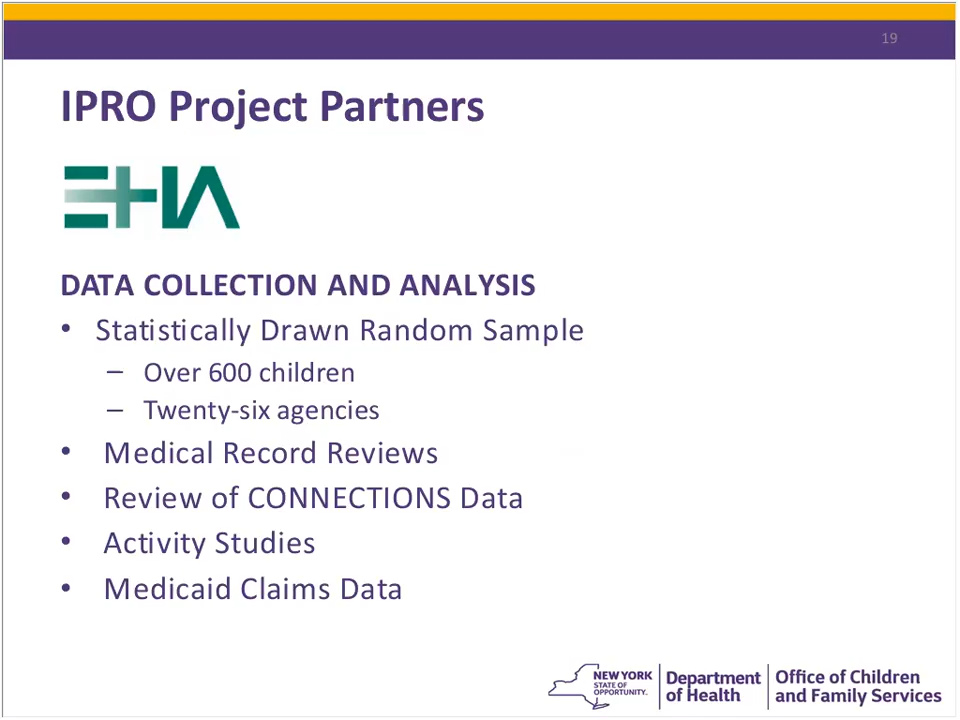 19
IPRO Project Partners
EHA
DATA COLLECTION AND ANALYSIS
• Statistically Drawn Random Sample
– Over 600 children
– Twenty-six agencies
• Medical Record Reviews
• Review of CONNECTIONS Data
• Activity Studies
• Medicaid Claims Data
NEW YORK
STATE OF
OPPORTUNITY.
Department
of Health
Office of Children
and Family Services